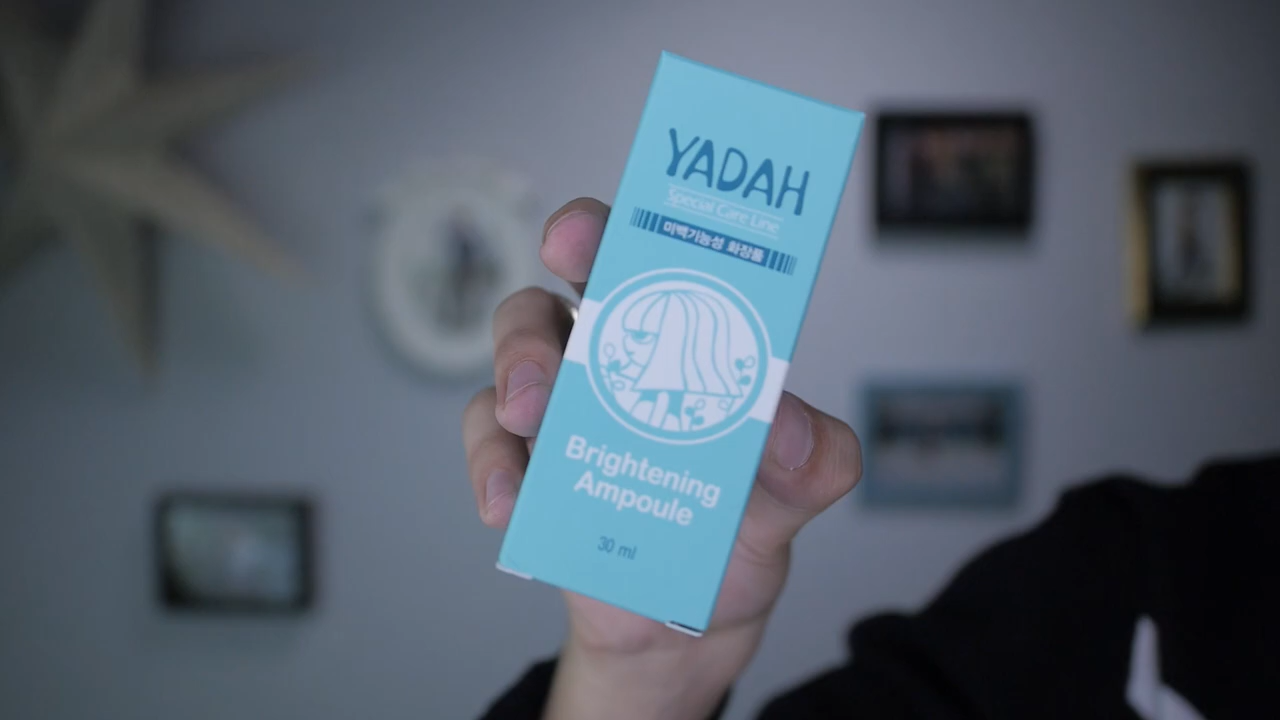 YADAH
Special Care Line
미백기능성 화장품
Brightening
Ampoule
30 ml